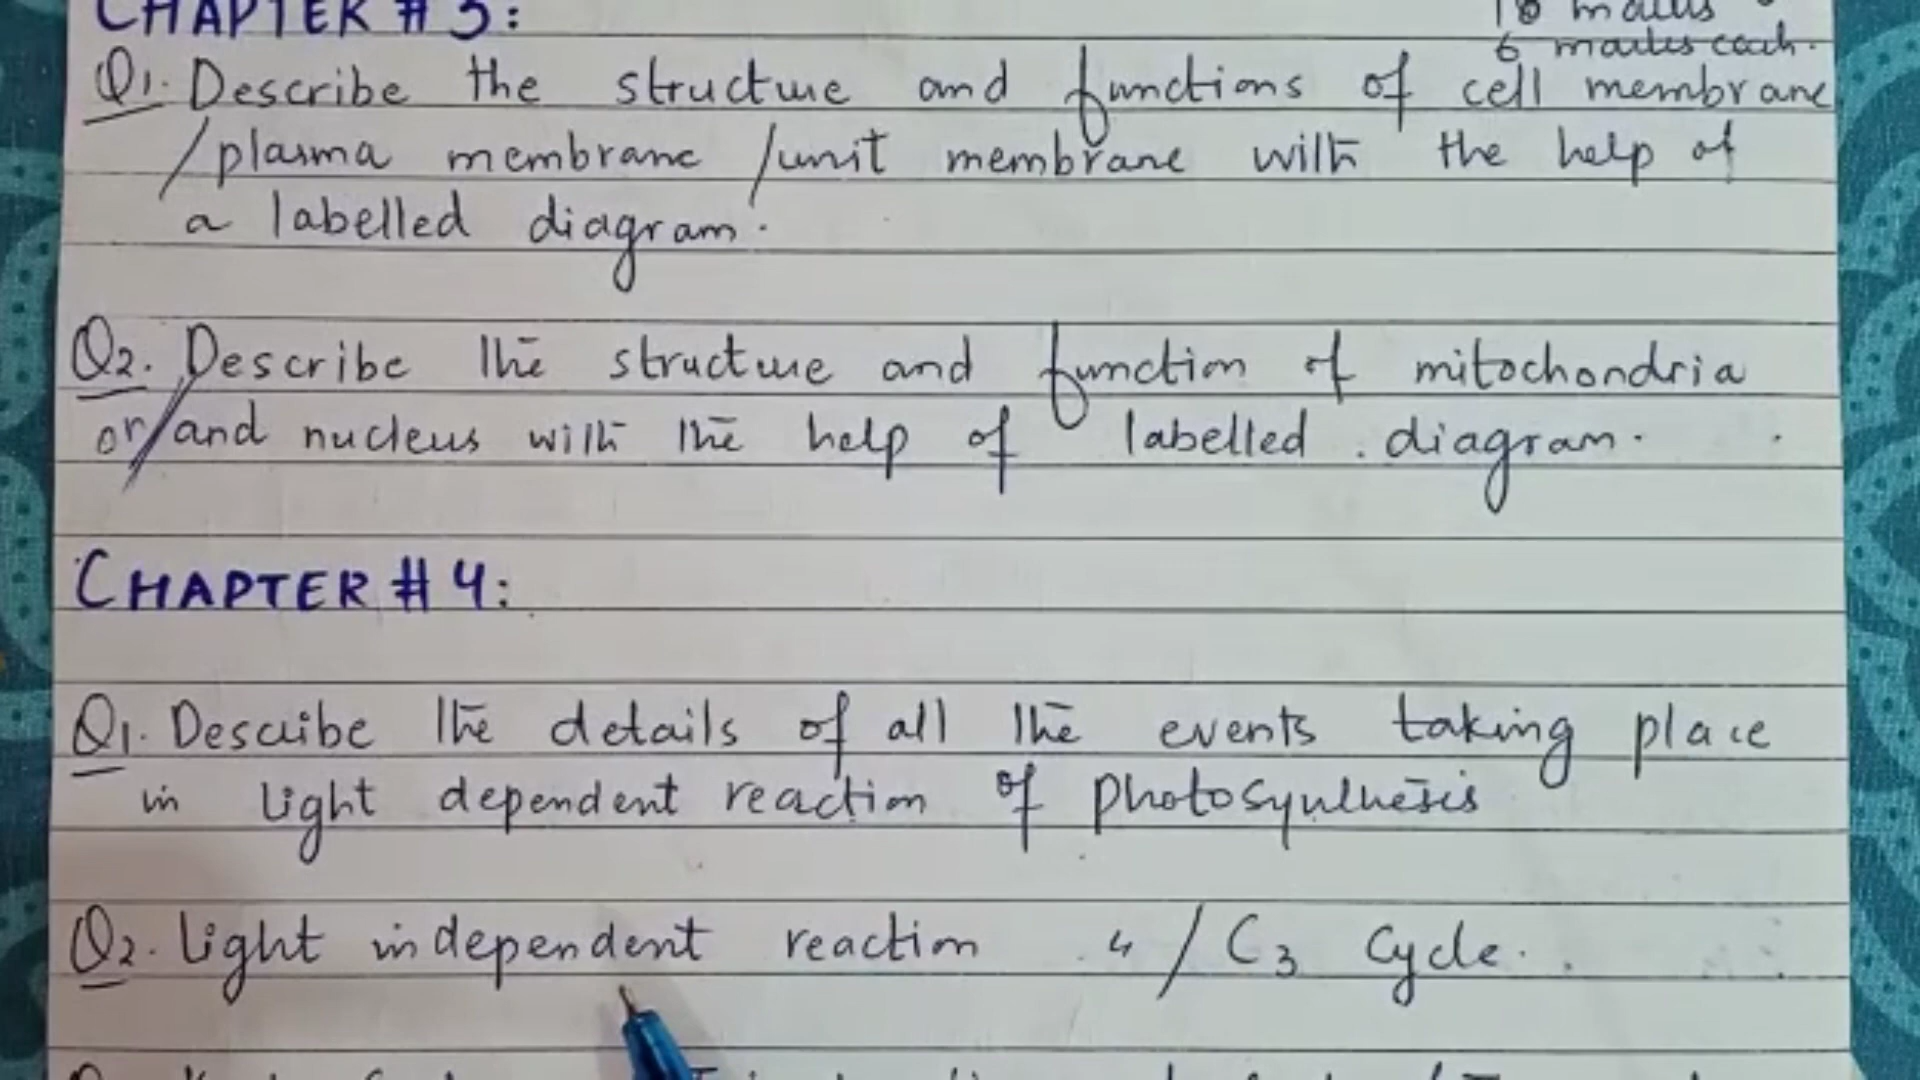 CHAPTER # 3:
18 marks
6 marks each.
Q1. Describe the structure and functions of cell membrane
/plasma membrane /unit membrane with the help of
a labelled diagram.
Q2. Describe the structure and function of mitochondria
or/and nucleus with the help of labelled diagram.
CHAPTER # 4:
Q1. Describe the details of all the events taking place
in light dependent reaction of photosynthesis
Q2. light independent reaction " / C3 Cycle.